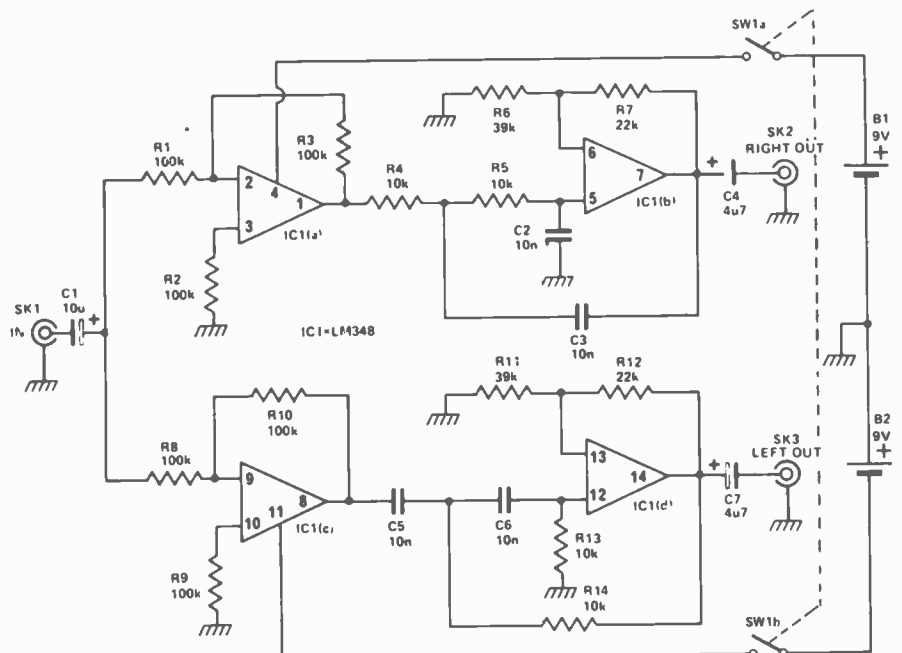 SW1a
R6
39k
R7
22k
B1
9V
+
SK2
RIGHT OUT
R3
100k
R1
100k
R4
10k
R5
10k
6
7
5
IC1(b)
+
C4
4u7
2
4
1
3
IC1(a)
C2
10n
R2
100k
C1
10u
+
SK1
IN
IC1=LM348
C3
10n
R11
39k
R12
22k
R10
100k
B2
9V
+
SK3
LEFT OUT
R8
100k
13
14
12
IC1(d)
+
C7
4u7
9
11
8
10
IC1(c)
C5
10n
C6
10n
R13
10k
R9
100k
R14
10k
SW1b